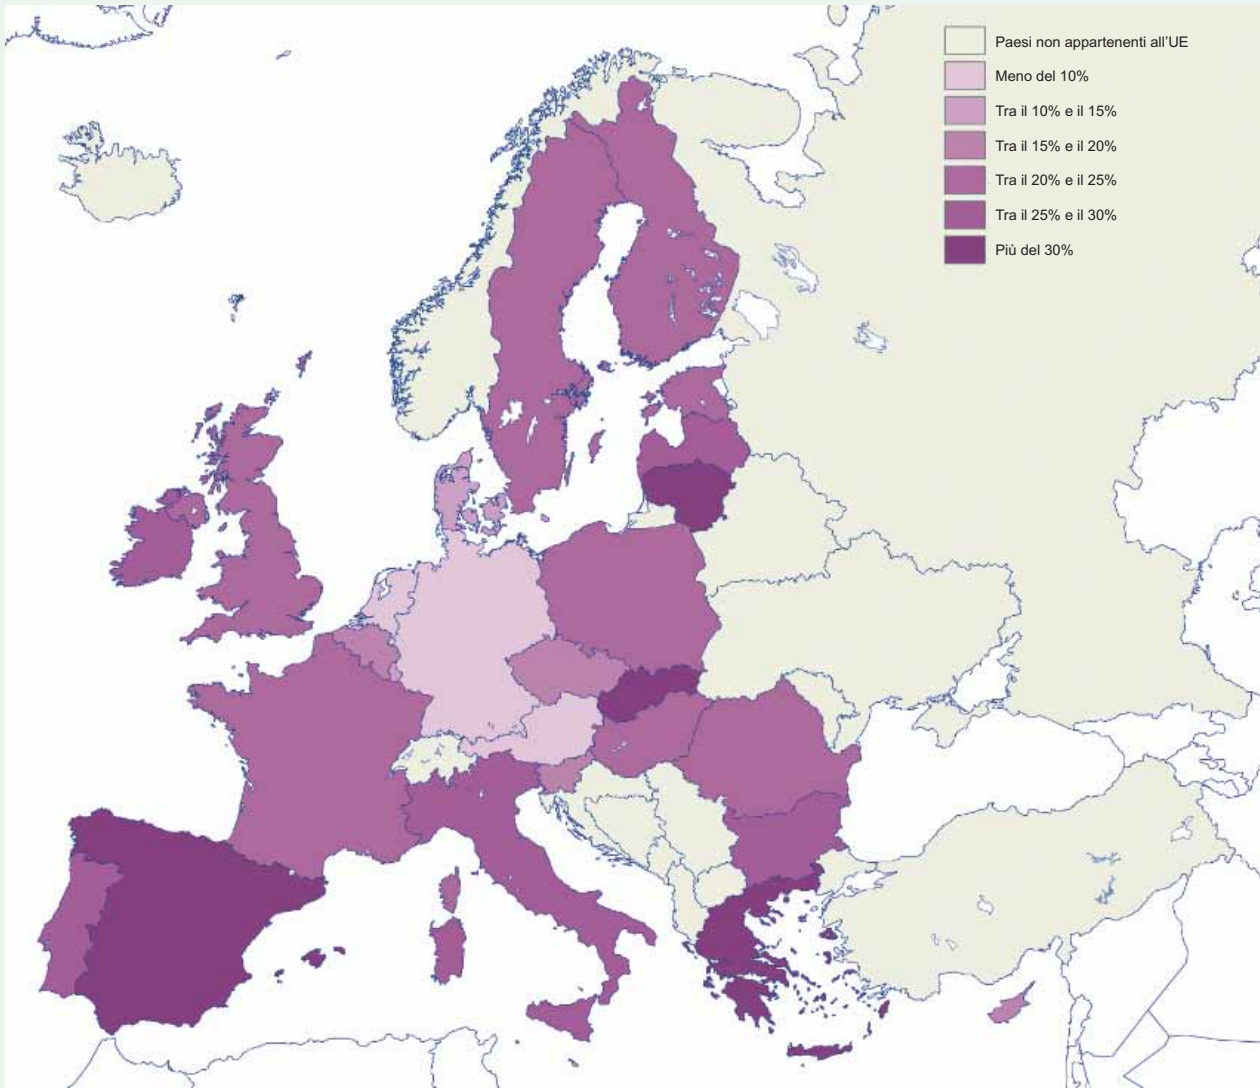 Paesi non appartenenti all'UE
Meno del 10%
Tra il 10% e il 15%
Tra il 15% e il 20%
Tra il 20% e il 25%
Tra il 25% e il 30%
Più del 30%